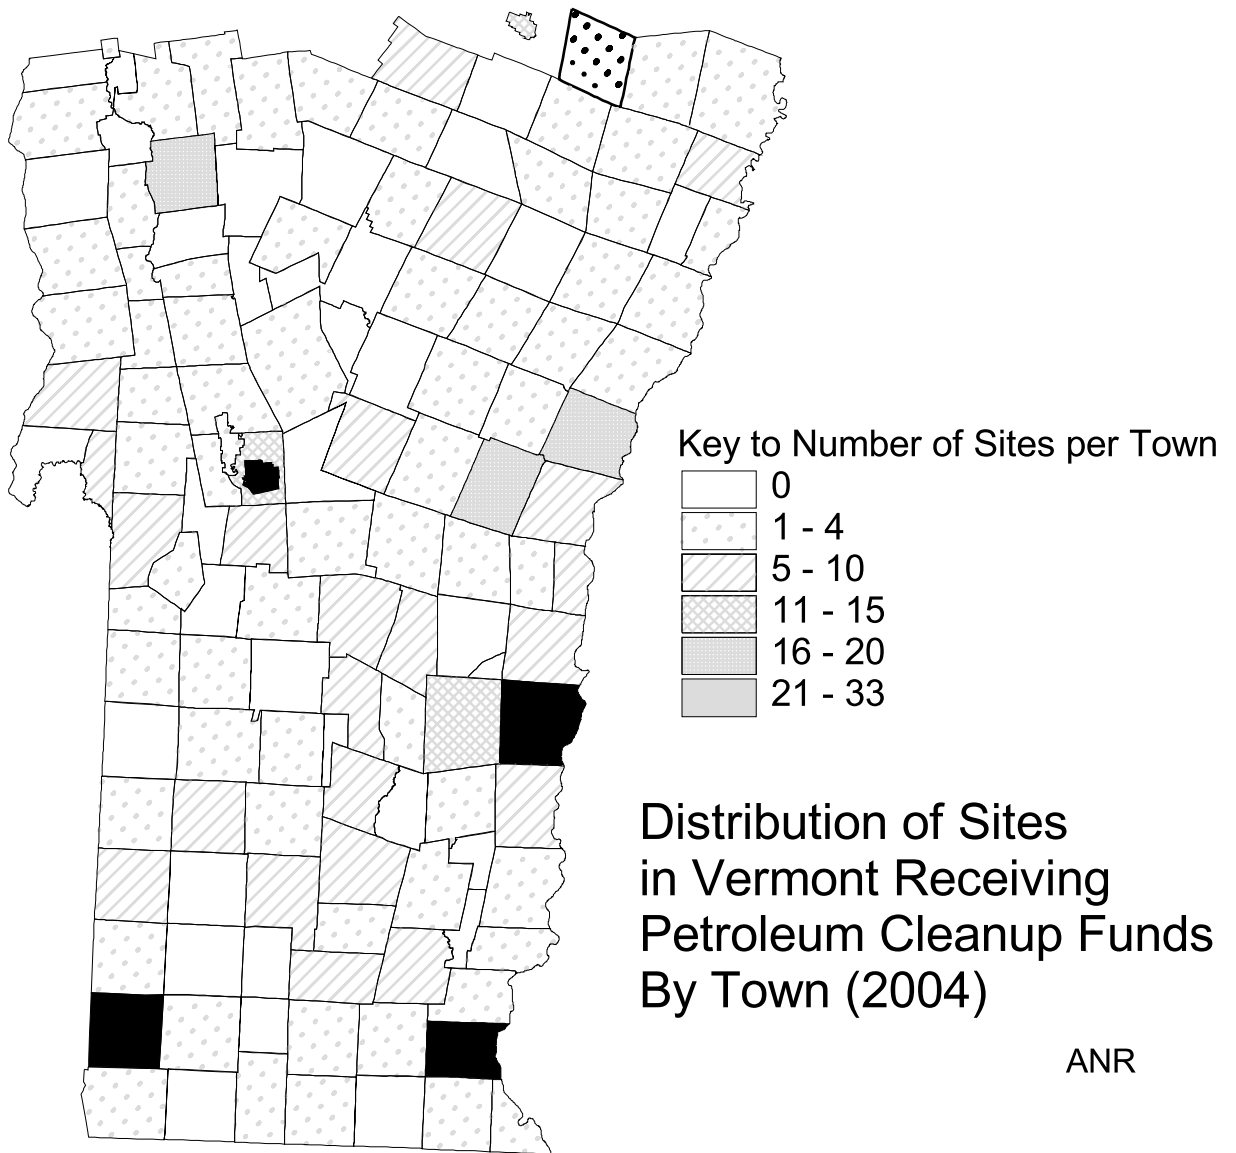 Key to Number of Sites per Town
0
1 - 4
5 - 10
11 - 15
16 - 20
21 - 33
Distribution of Sites
in Vermont Receiving
Petroleum Cleanup Funds
By Town (2004)
ANR